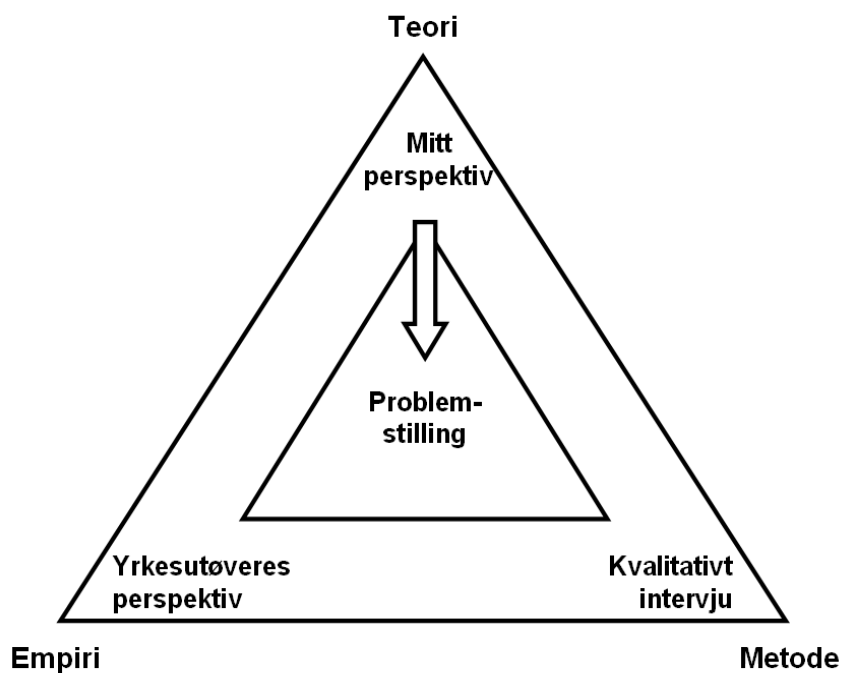 Teori
Mitt
perspektiv
Problem-
stilling
Yrkesutøveres
perspektiv
Kvalitativt
intervju
Empiri
Metode